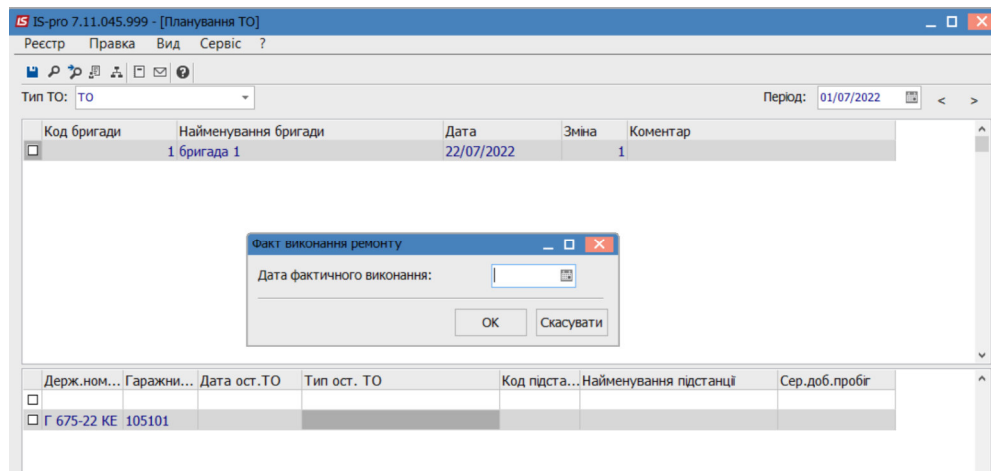 IS-pro 7.11.045.999 - [Планування ТО]
Реєстр Правка Вид Сервіс ?
Тип ТО: ТО Період: 01/07/2022 < >
Код бригади Найменування бригади Дата Зміна Коментар
1 бригада 1 22/07/2022 1
Факт виконання ремонту
Дата фактичного виконання:
OK Скасувати
Держ.ном... Гаражни... Дата ост.ТО Тип ост. ТО Код підста... Найменування підстанції Сер.доб.пробіг
Г 675-22 КЕ 105101